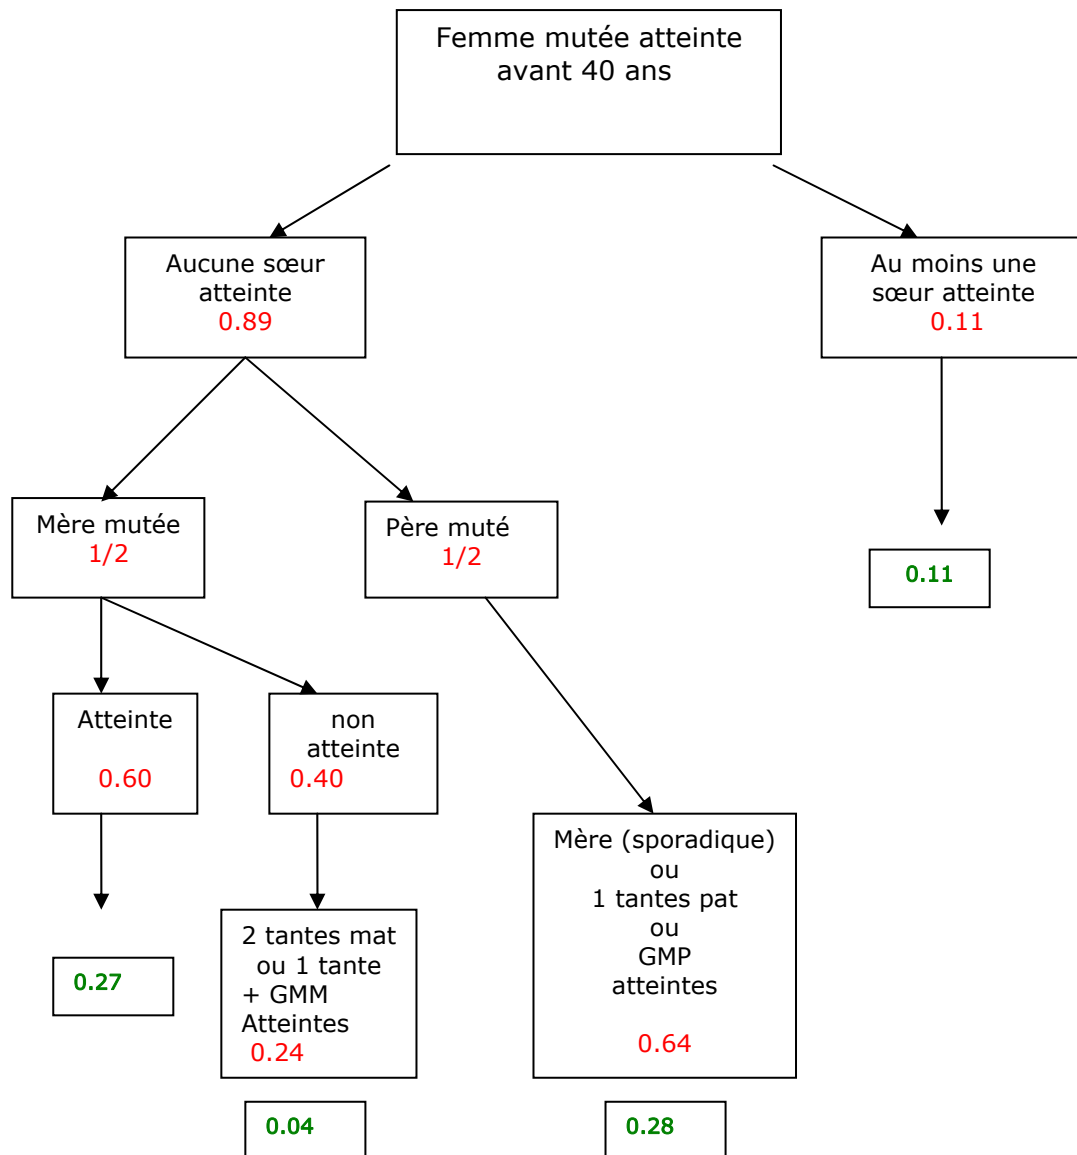 Femme mutée atteinte
avant 40 ans
Aucune sœur
atteinte
0.89
Au moins une
sœur atteinte
0.11
Mère mutée
1/2
Père muté
1/2
0.11
Atteinte
0.60
non
atteinte
0.40
Mère (sporadique)
ou
1 tantes pat
ou
GMP
atteintes
0.64
2 tantes mat
ou 1 tante
+ GMM
Atteintes
0.24
0.27
0.04
0.28